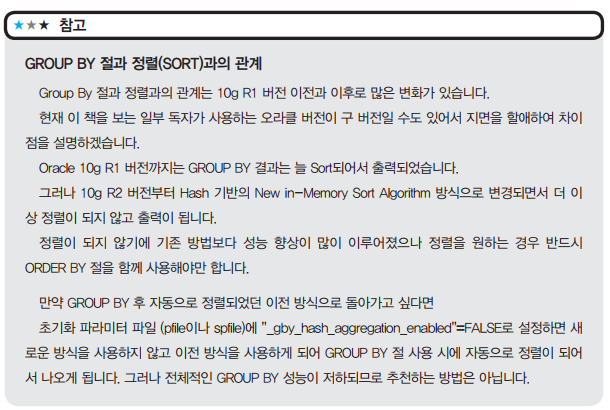 ★★★ 참고
GROUP BY 절과 정렬(SORT)과의 관계
Group By 절과 정렬과의 관계는 10g R1 버전 이전과 이후로 많은 변화가 있습니다.
현재 이 책을 보는 일부 독자가 사용하는 오라클 버전이 구 버전일 수도 있어서 지면을 할애하여 차이
점을 설명하겠습니다.
Oracle 10g R1 버전까지는 GROUP BY 결과는 늘 Sort되어서 출력되었습니다.
그러나 10g R2 버전부터 Hash 기반의 New in-Memory Sort Algorithm 방식으로 변경되면서 더 이
상 정렬이 되지 않고 출력이 됩니다.
정렬이 되지 않기에 기존 방법보다 성능 향상이 많이 이루어졌으나 정렬을 원하는 경우 반드시
ORDER BY 절을 함께 사용해야만 합니다.
만약 GROUP BY 후 자동으로 정렬되었던 이전 방식으로 돌아가고 싶다면
초기화 파라미터 파일 (pfile이나 spfile)에 "_gby_hash_aggregation_enabled"=FALSE로 설정하면 새
로운 방식을 사용하지 않고 이전 방식을 사용하게 되어 GROUP BY 절 사용 시에 자동으로 정렬이 되어
서 나오게 됩니다. 그러나 전체적인 GROUP BY 성능이 저하되므로 추천하는 방법은 아닙니다.